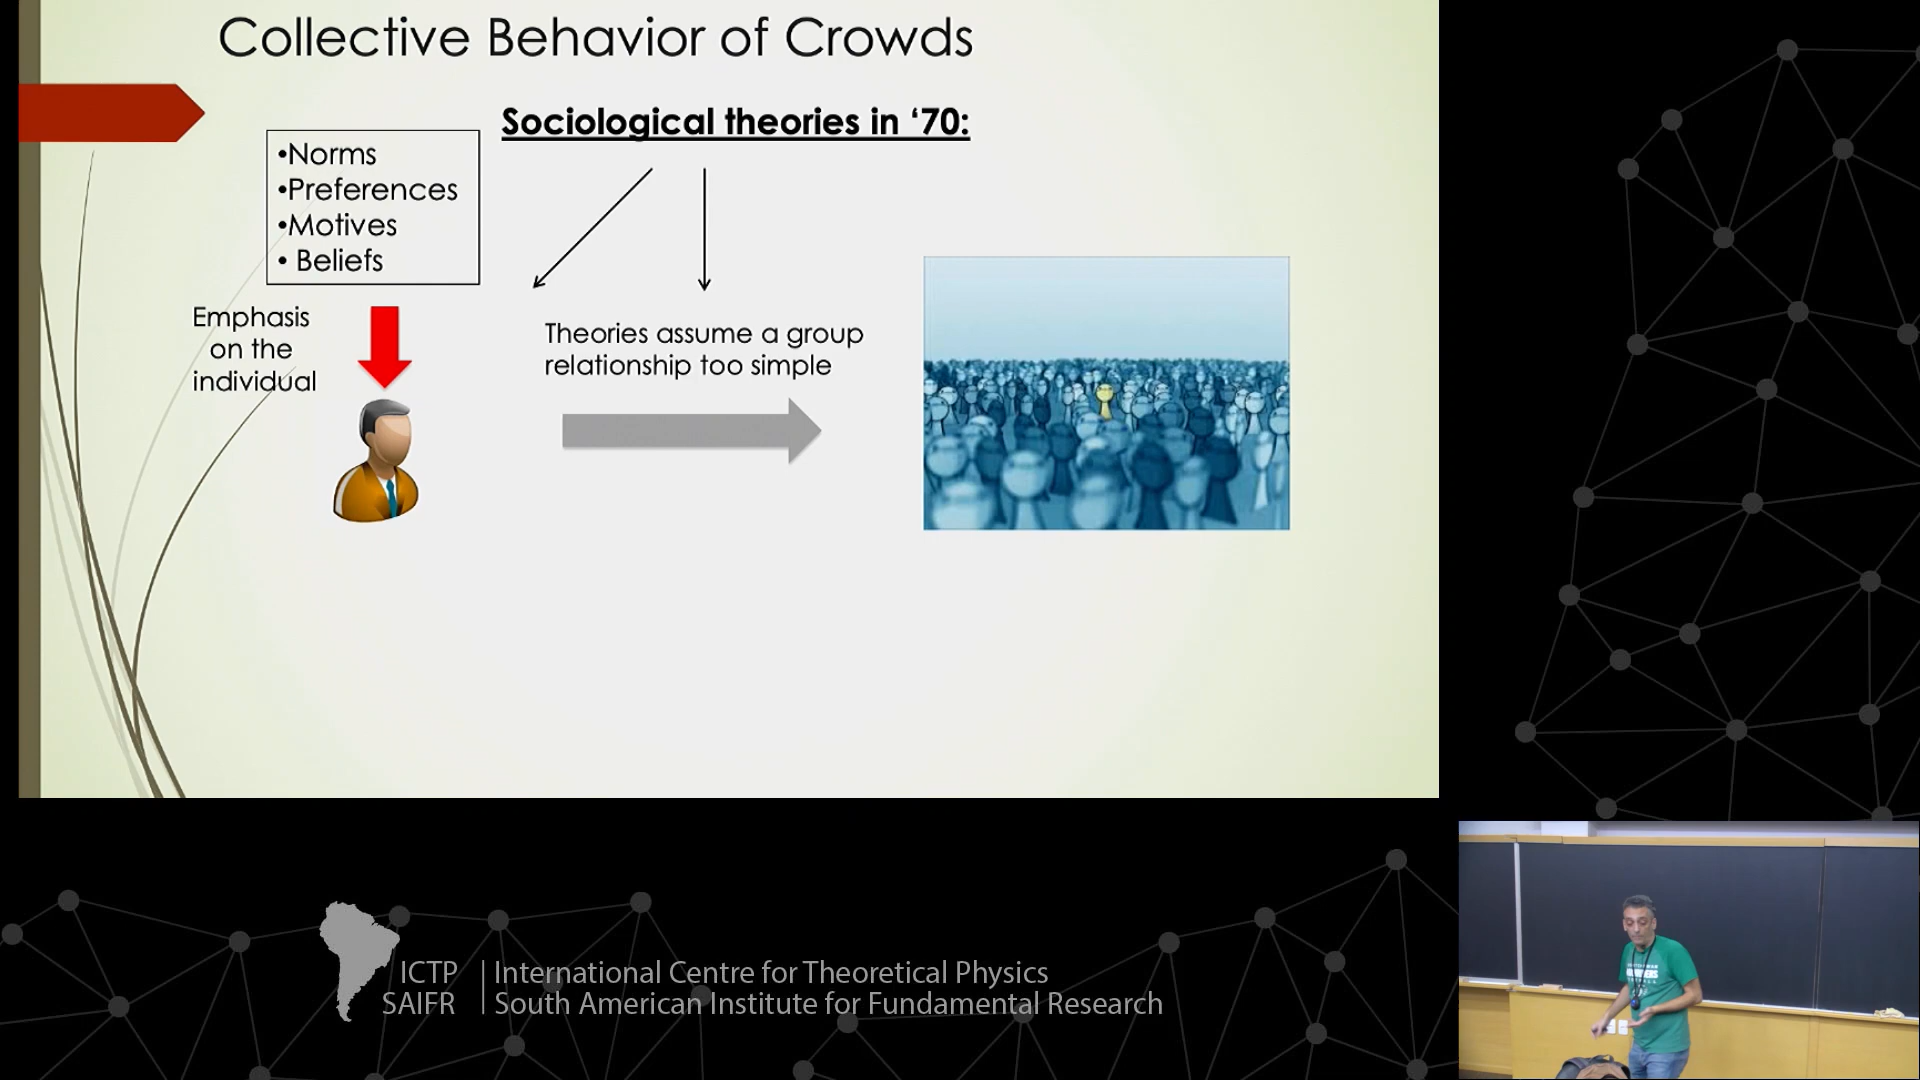 Collective Behavior of Crowds
Sociological theories in ‘70:
•Norms
•Preferences
•Motives
• Beliefs
Emphasis
on the
individual
Theories assume a group
relationship too simple
ICTP
SAIFR
International Centre for Theoretical Physics
South American Institute for Fundamental Research